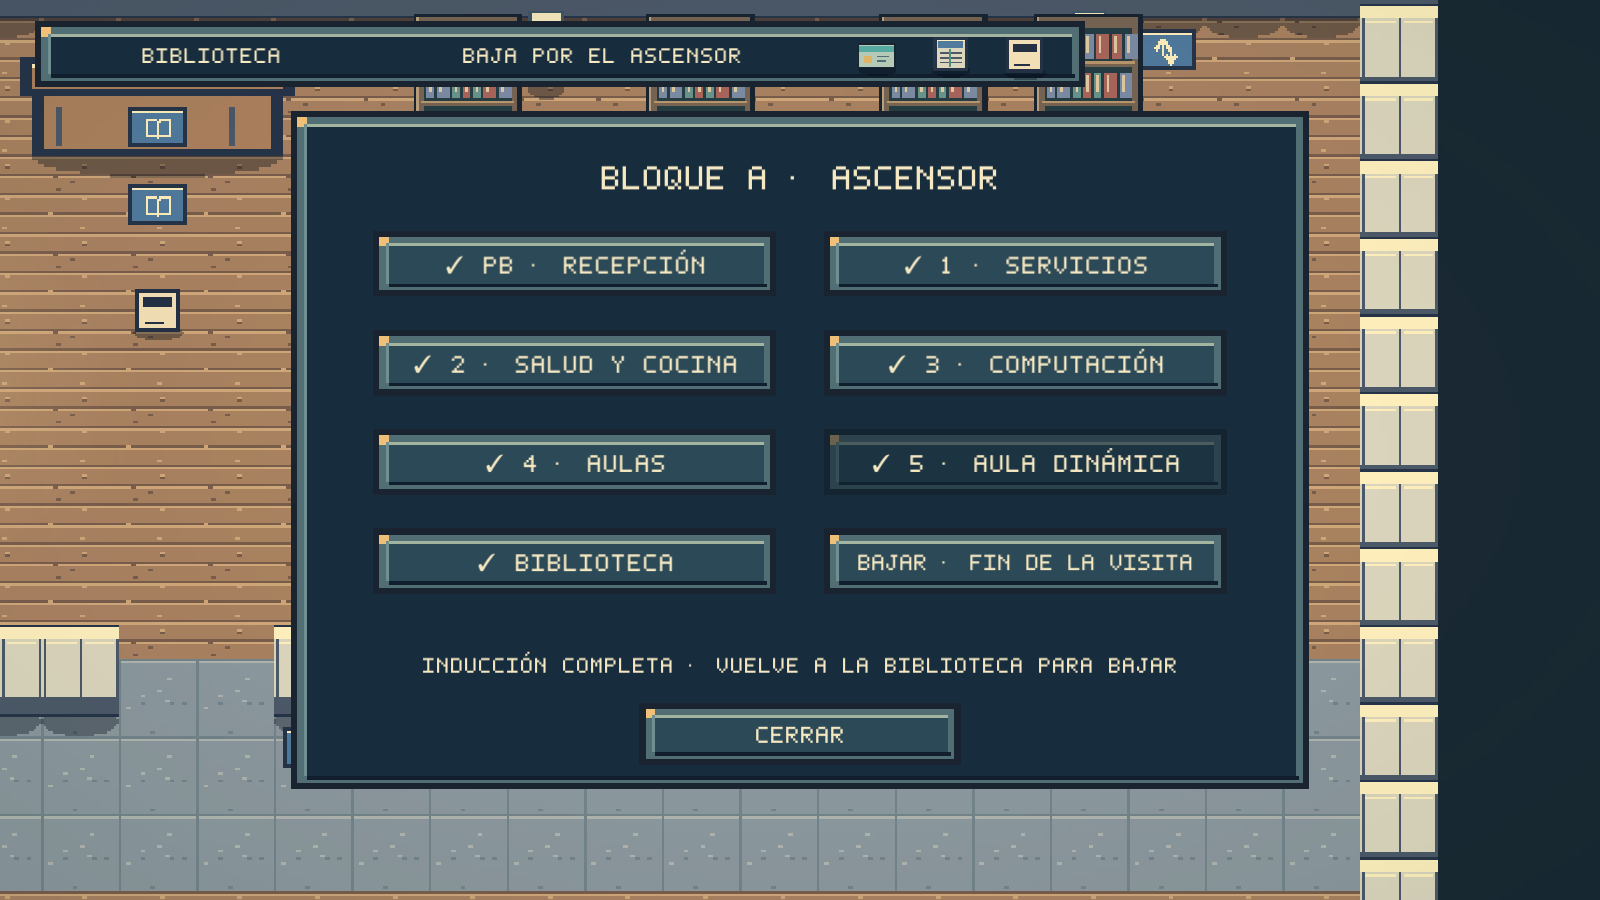 BIBLIOTECA
BAJA POR EL ASCENSOR
BLOQUE A · ASCENSOR
✓ PB · RECEPCIÓN
✓ 1 · SERVICIOS
✓ 2 · SALUD Y COCINA
✓ 3 · COMPUTACIÓN
✓ 4 · AULAS
✓ 5 · AULA DINÁMICA
✓ BIBLIOTECA
BAJAR · FIN DE LA VISITA
INDUCCIÓN COMPLETA · VUELVE A LA BIBLIOTECA PARA BAJAR
CERRAR